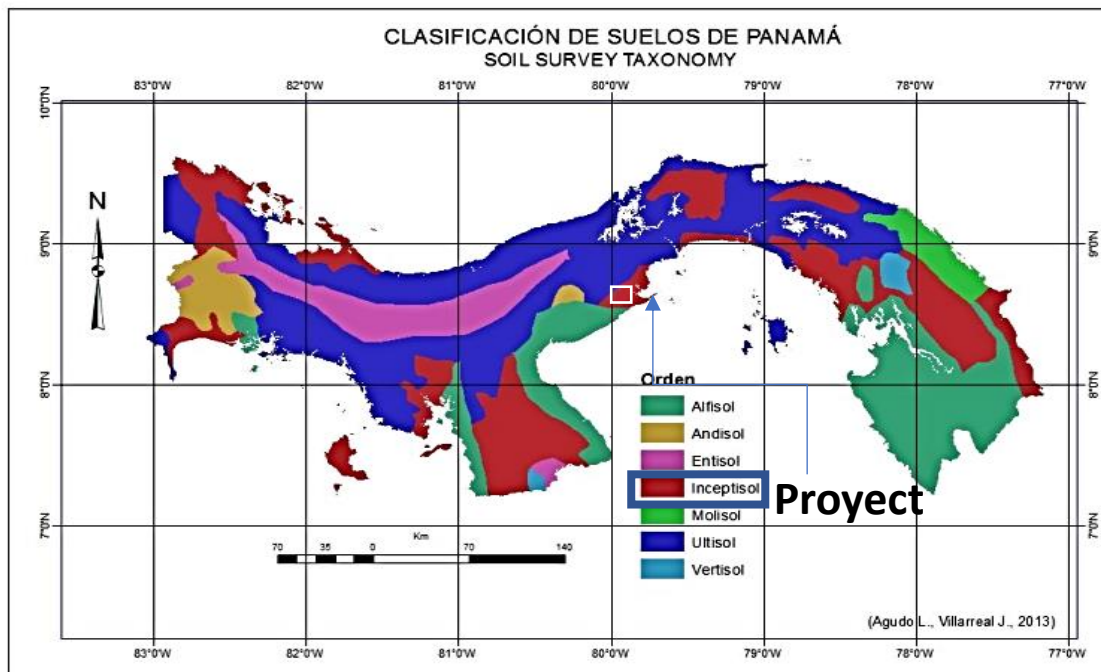 CLASIFICACIÓN DE SUELOS DE PANAMÁ
SOIL SURVEY TAXONOMY
83°0'W 82°0'W 81°0'W 80°0'W 79°0'W 78°0'W 77°0'W
10°0'N
9°0'N 9°0'N
8°0'N 8°0'N
7°0'N 7°0'N
N
Orden
Alfisol
Andisol
Entisol
Inceptisol
Proyect
Molisol
Ultisol
Vertisol
Km
70 35 0 70 140
(Agudo L., Villarreal J., 2013)
83°0'W 82°0'W 81°0'W 80°0'W 79°0'W 78°0'W 77°0'W